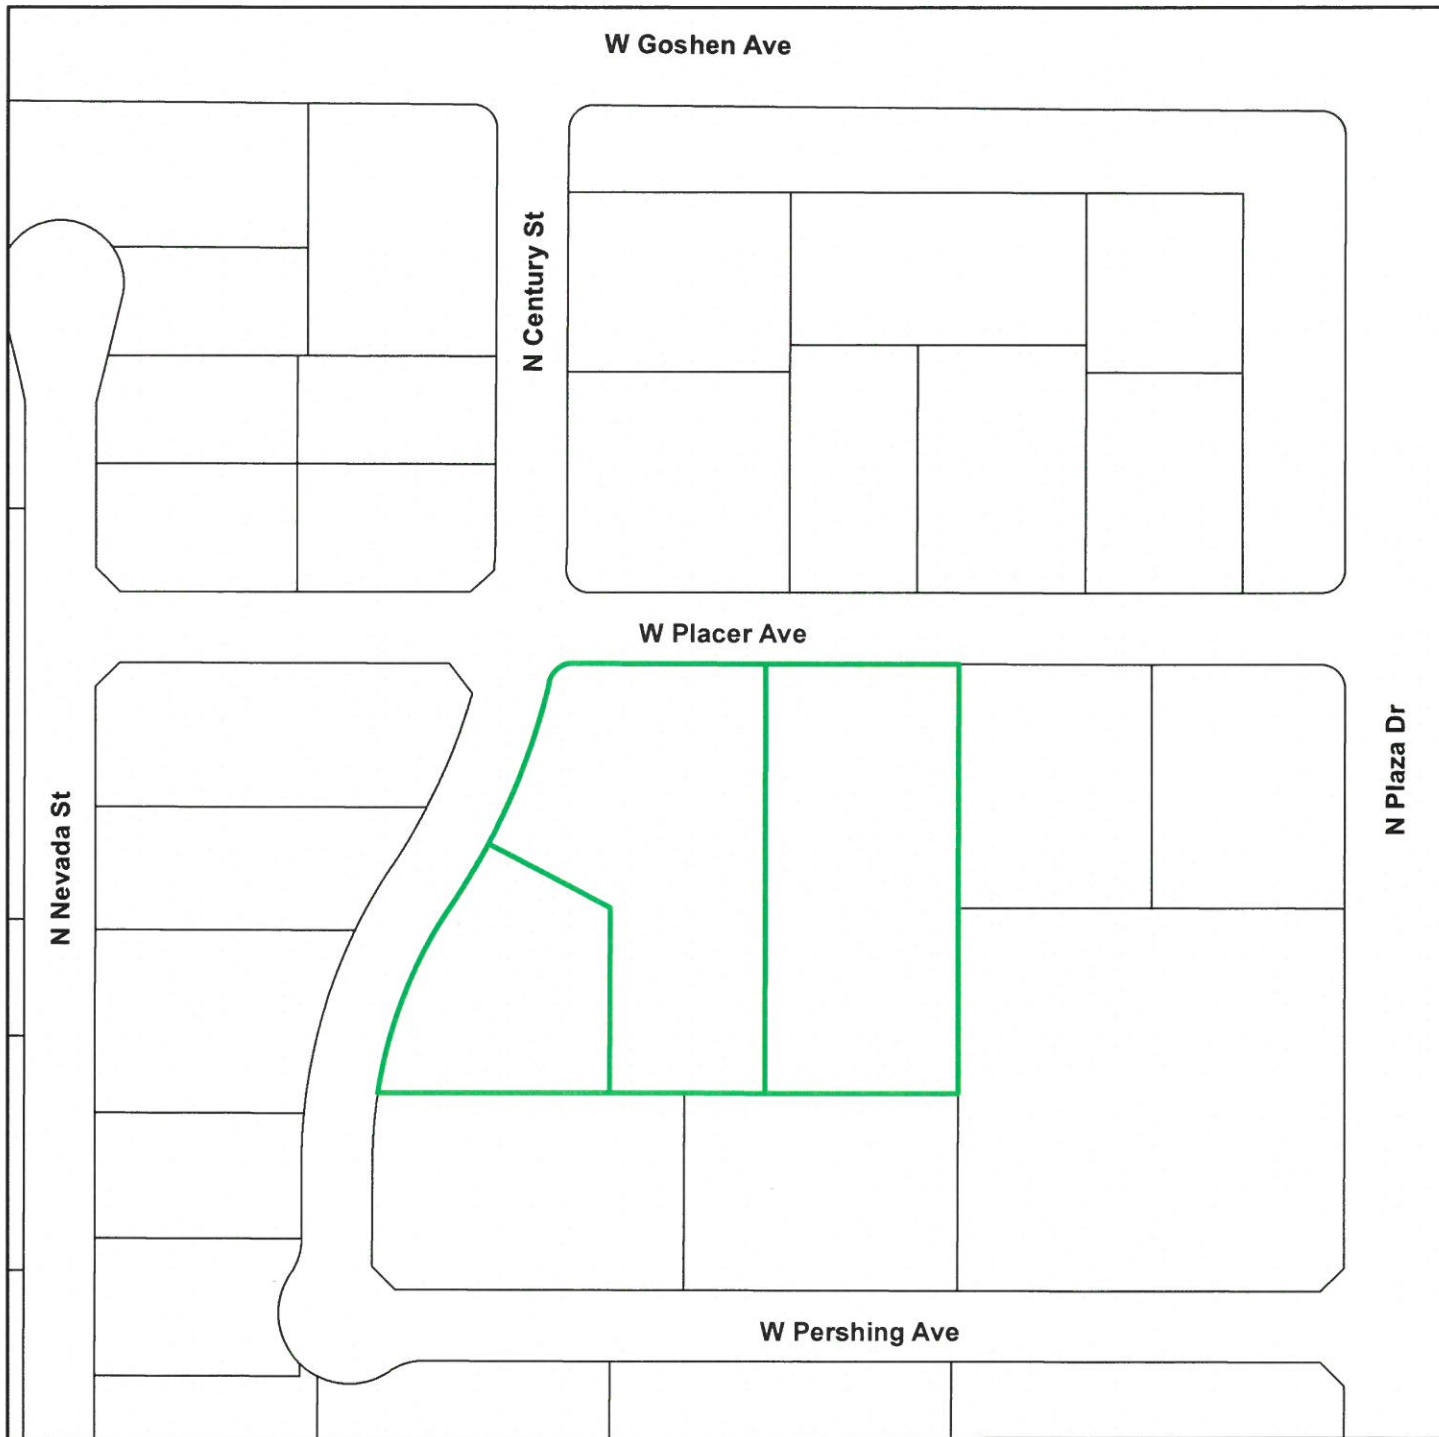 W Goshen Ave
N Century St
W Placer Ave
N Plaza Dr
N Nevada St
W Pershing Ave